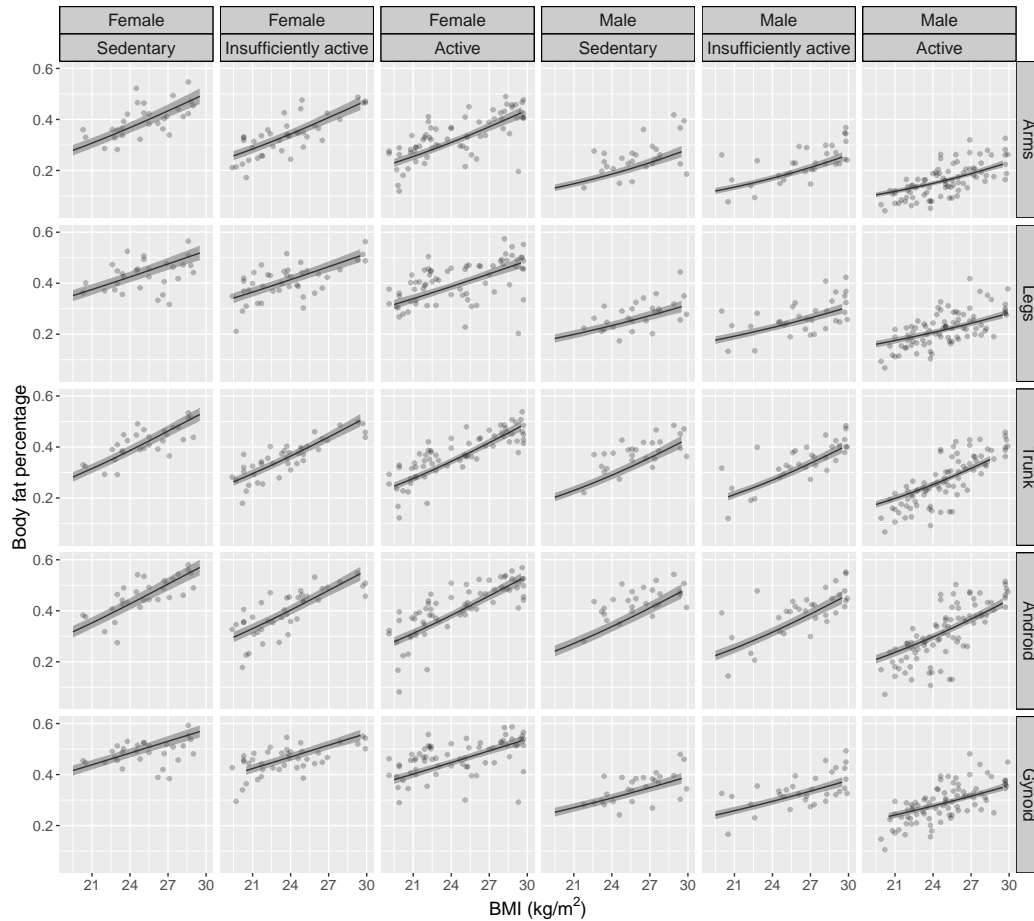 Female Female Female Male Male Male
Sedentary Insufficiently active Active Sedentary Insufficiently active Active
0.6
0.4
0.2
Arms
0.6
0.4
0.2
Legs
0.6
0.4
0.2
Trunk
0.6
0.4
0.2
Android
0.6
0.4
0.2
Gynoid
Body fat percentage
21 24 27 30 21 24 27 30 21 24 27 30 21 24 27 30 21 24 27 30 21 24 27 30
BMI (kg/m²)